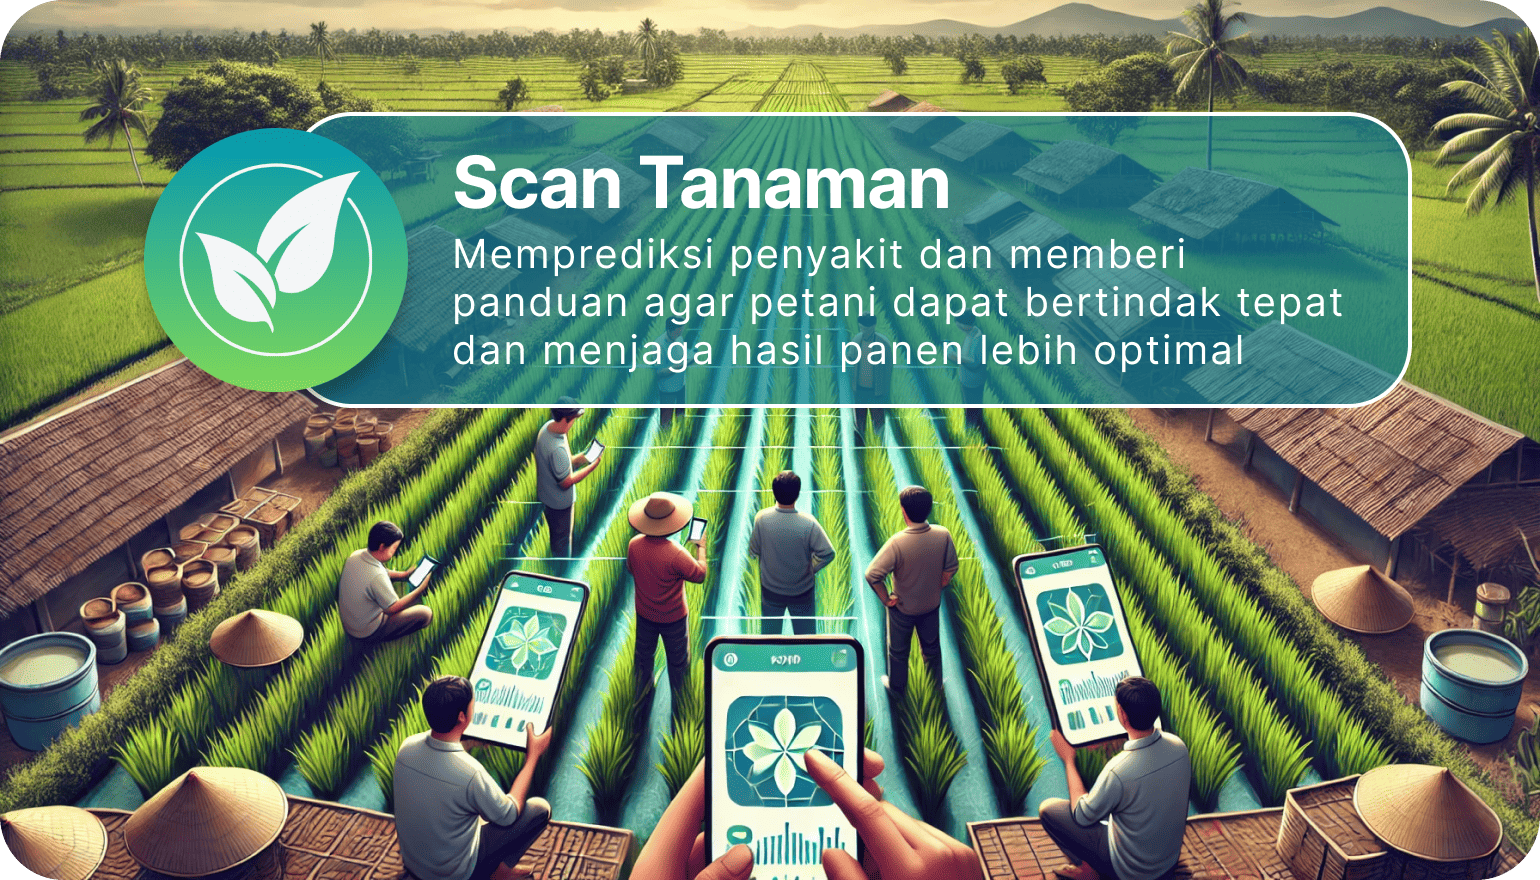 Scan Tanaman
Memprediksi penyakit dan memberi
panduan agar petani dapat bertindak tepat
dan menjaga hasil panen lebih optimal